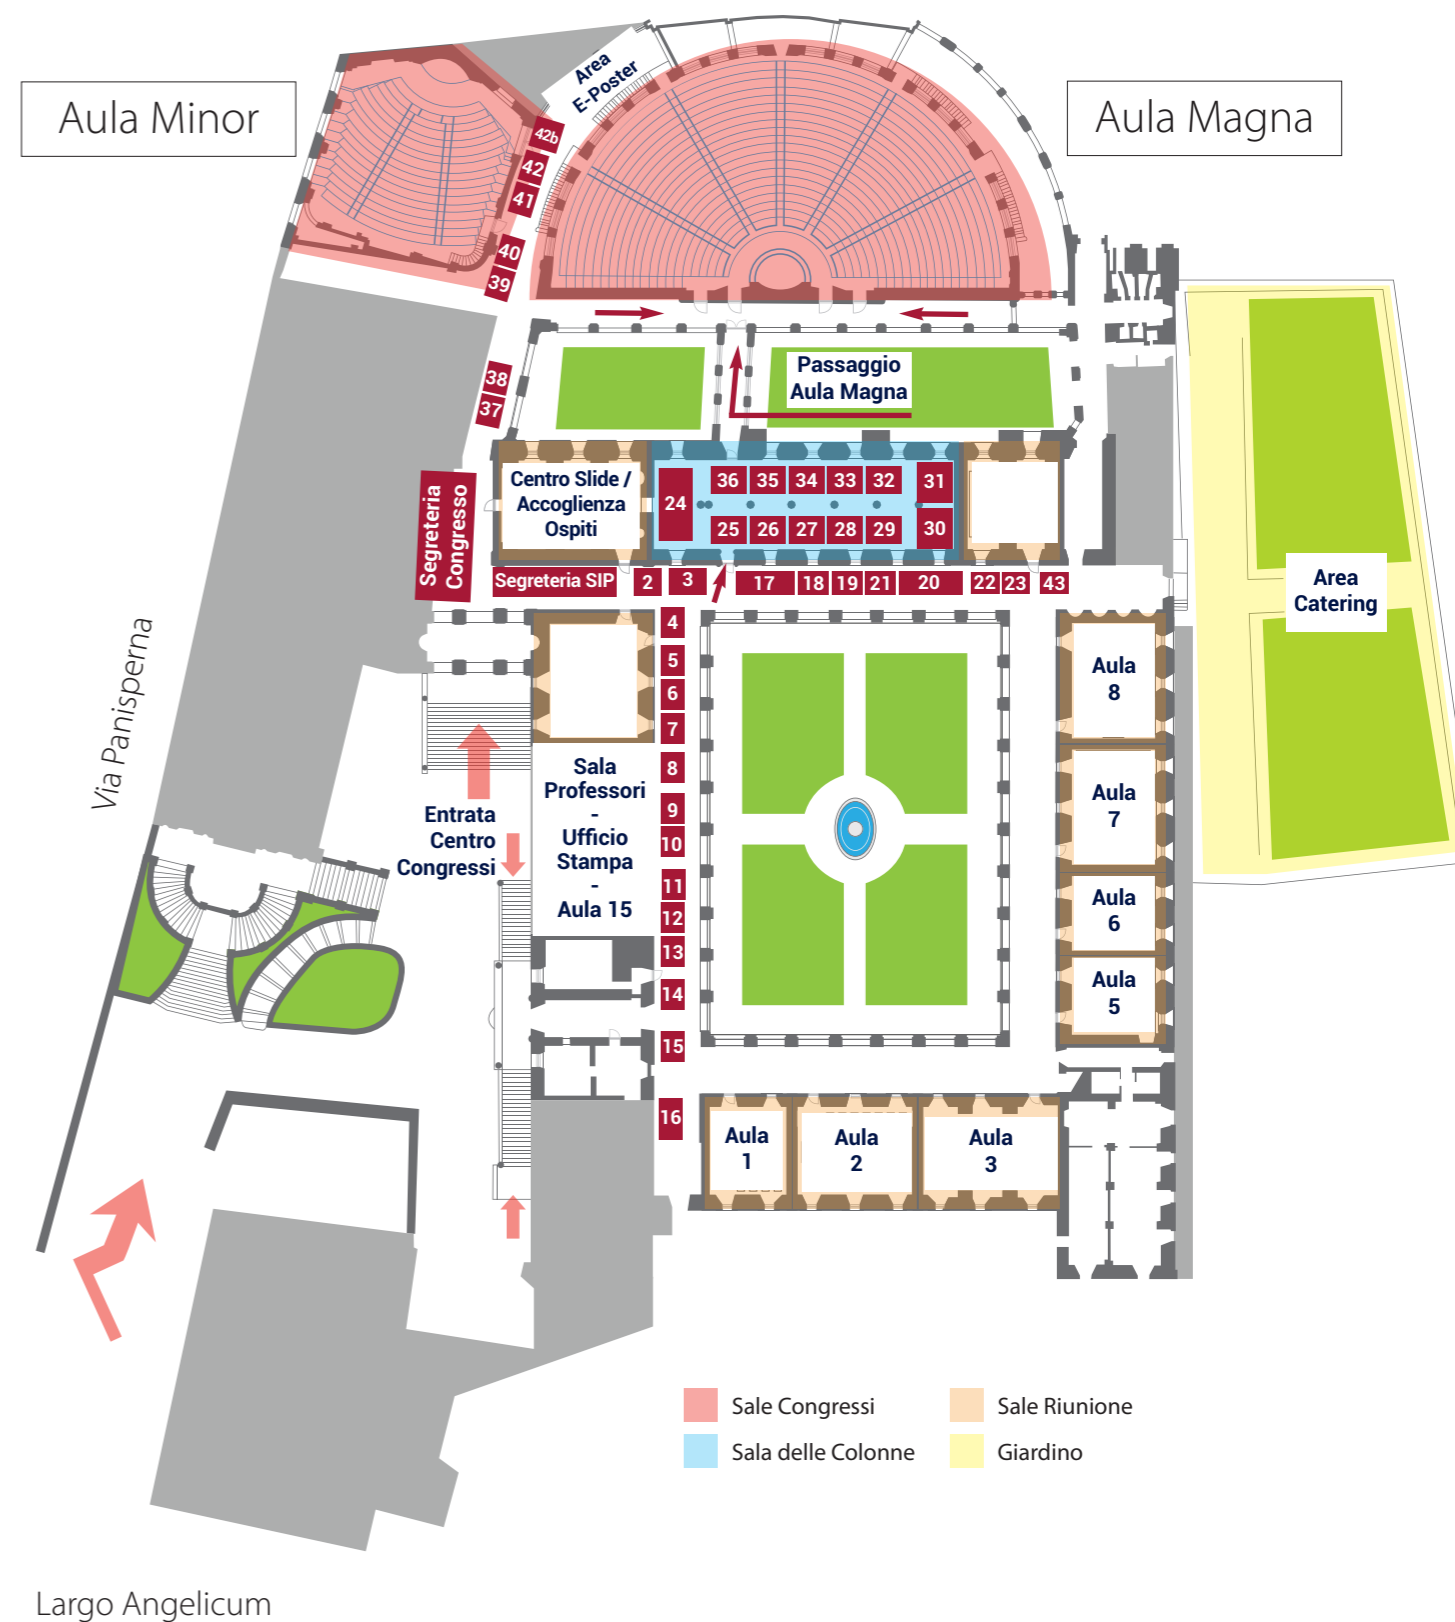 Aula Minor
Area
E-Poster
Aula Magna
42b
42
41
40
39
38
37
Passaggio
Aula Magna
Segreteria
Congresso
Centro Slide /
Accoglienza
Ospiti
24
36 35 34 33 32 31
25 26 27 28 29 30
Segreteria SIP 2 3 17 18 19 21 20 22 23 43
Area
Catering
4
5
6
7
8
9
10
11
12
13
14
15
16
Via Panisperna
Entrata
Centro
Congressi
Sala
Professori
-
Ufficio
Stampa
-
Aula 15
Aula
8
Aula
7
Aula
6
Aula
5
Aula
1
Aula
2
Aula
3
Sale Congressi
Sale Riunione
Sala delle Colonne
Giardino
Largo Angelicum